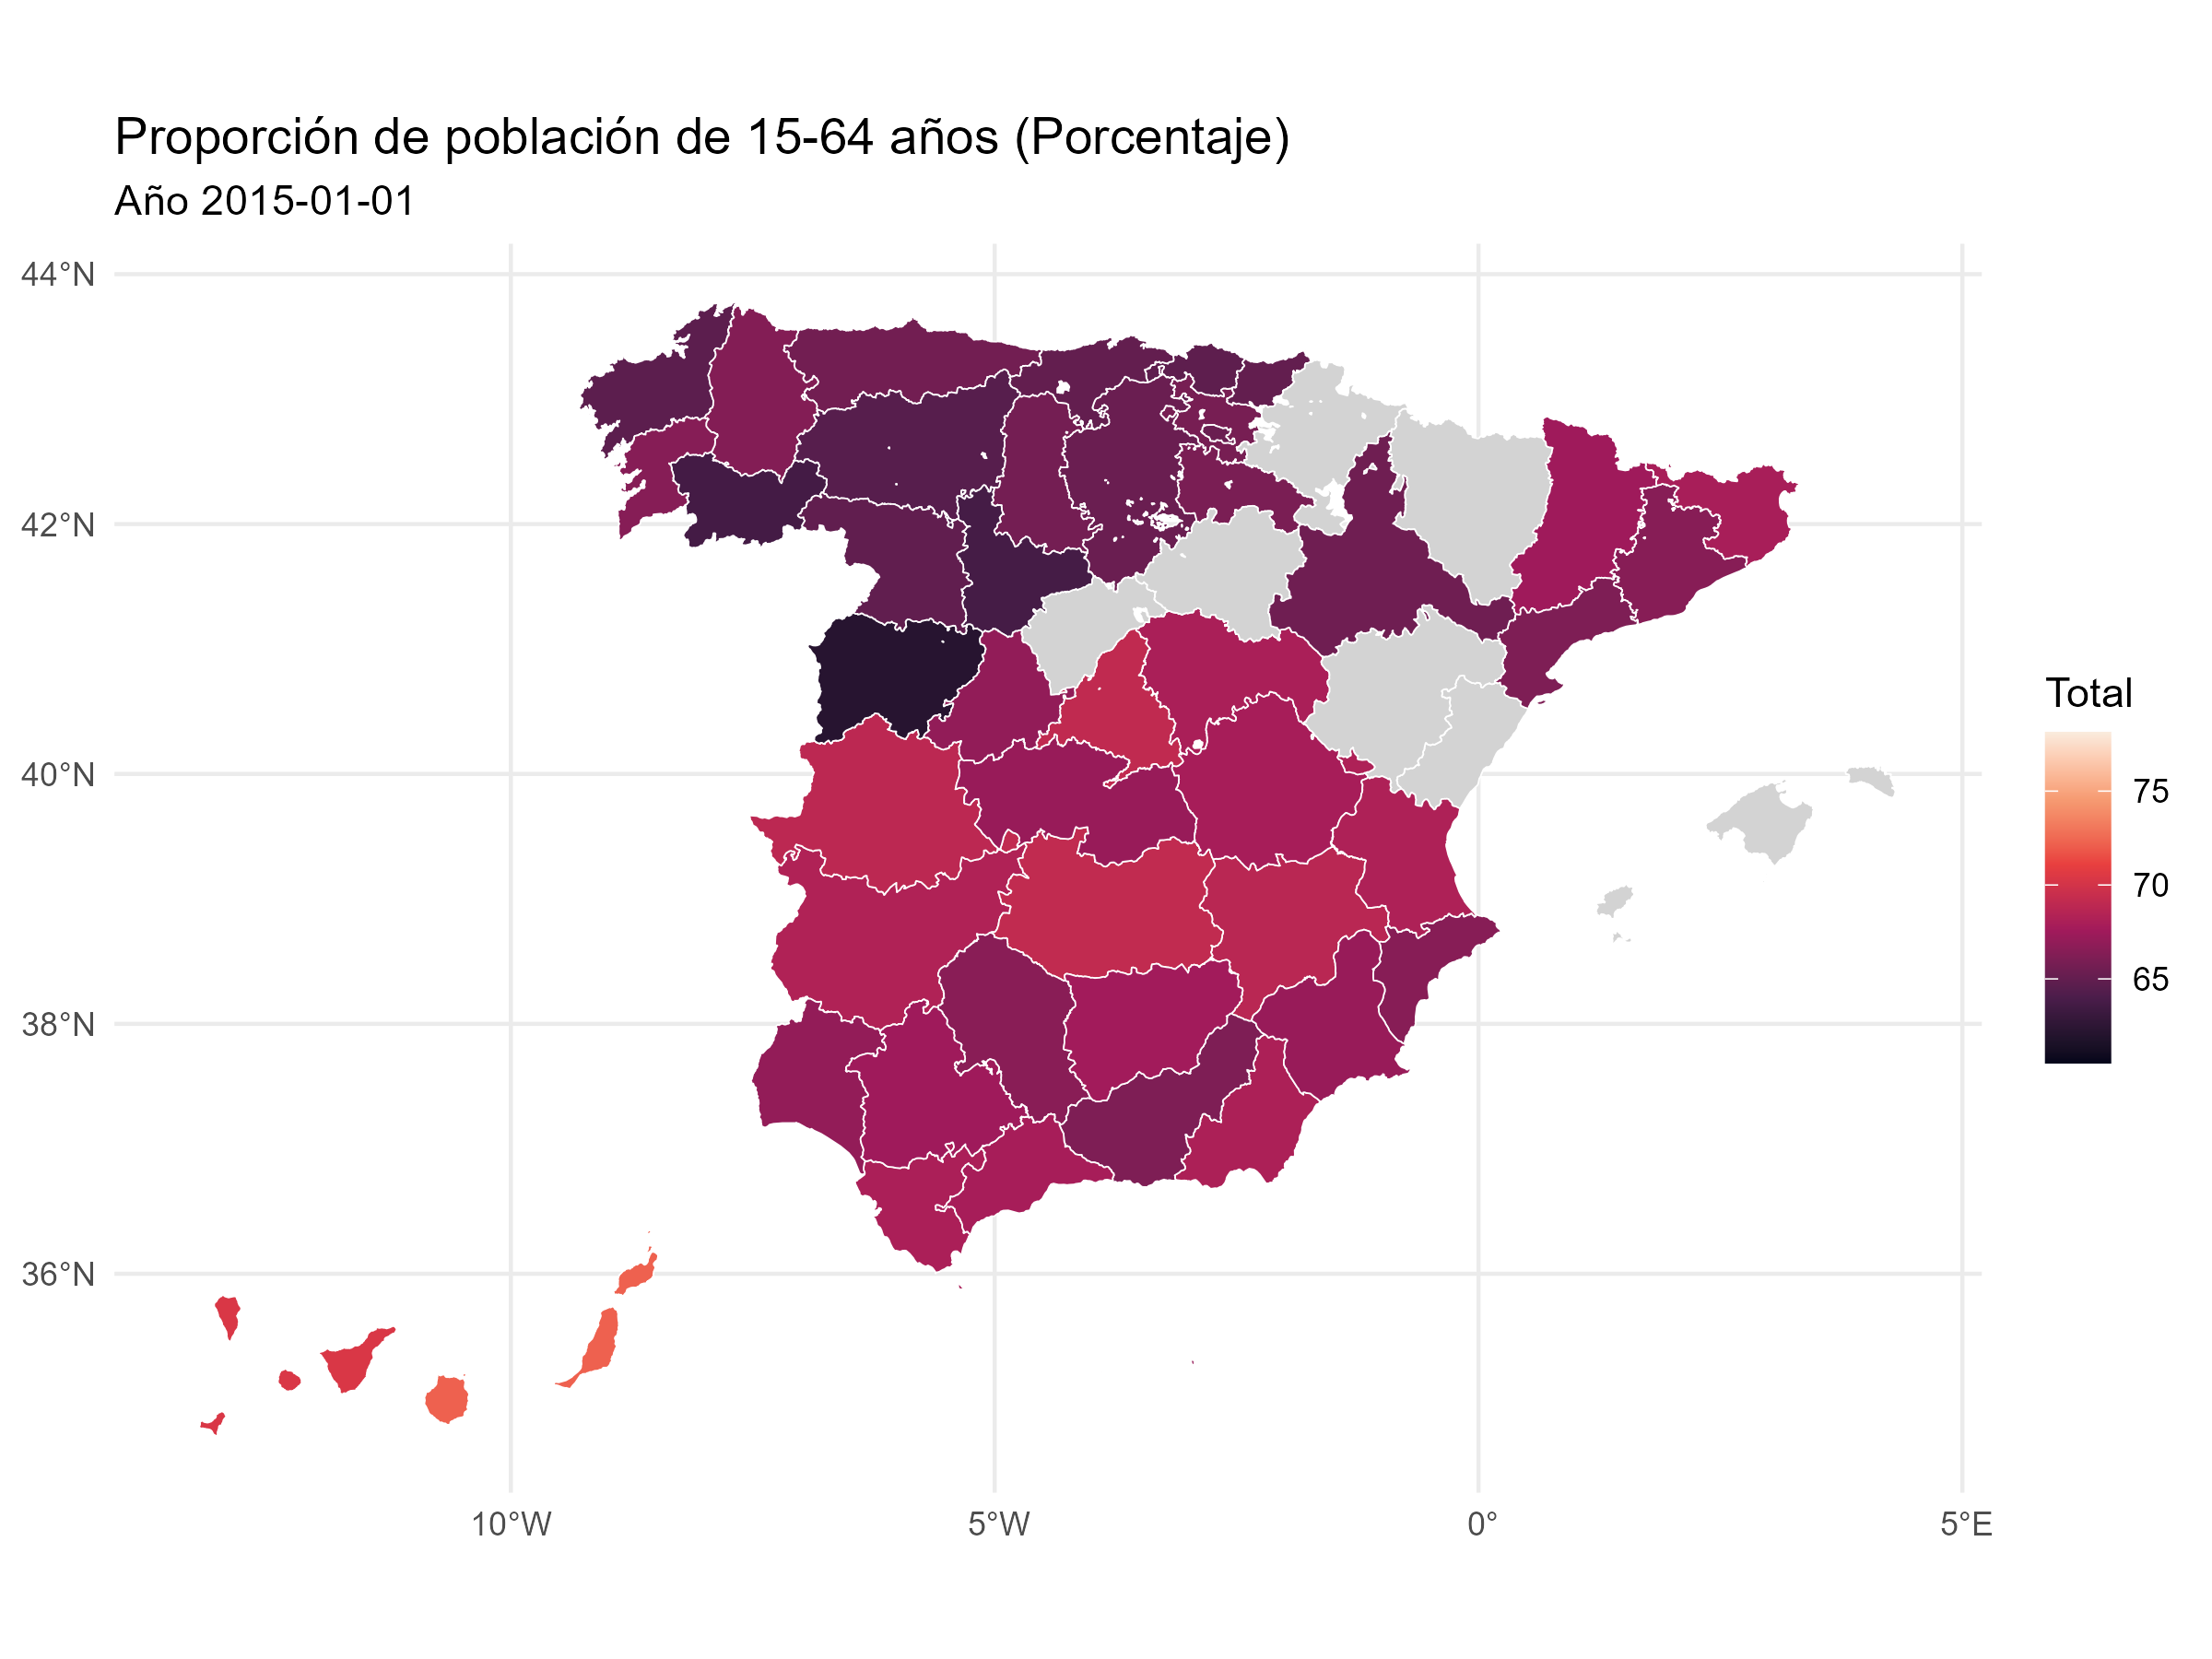 Proporción de población de 15-64 años (Porcentaje)
Año 2015-01-01
44°N
42°N
40°N
38°N
36°N
10°W
5°W
0°
5°E
Total
75
70
65